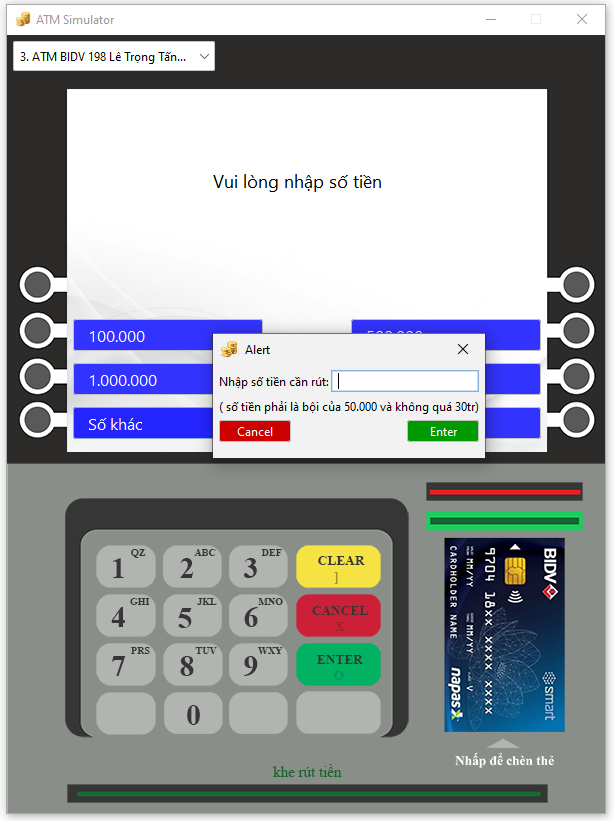 ATM Simulator
3. ATM BIDV 198 Lê Trọng Tấn...
Vui lòng nhập số tiền
100.000
1.000.000
Số khác
Alert
Nhập số tiền cần rút:
( số tiền phải là bội của 50.000 và không quá 30tr)
Cancel
Enter
1 QZ
2 ABC
3 DEF
CLEAR
]
4 GHI
5 JKL
6 MNO
CANCEL
X
7 PRS
8 TUV
9 WXY
ENTER
O
0
BIDV
9704 18xx xxxx xxxx
MM/YY
MM/YY
V
CARDHOLDER NAME
napas
smart
Nhấp để chèn thẻ
khe rút tiền